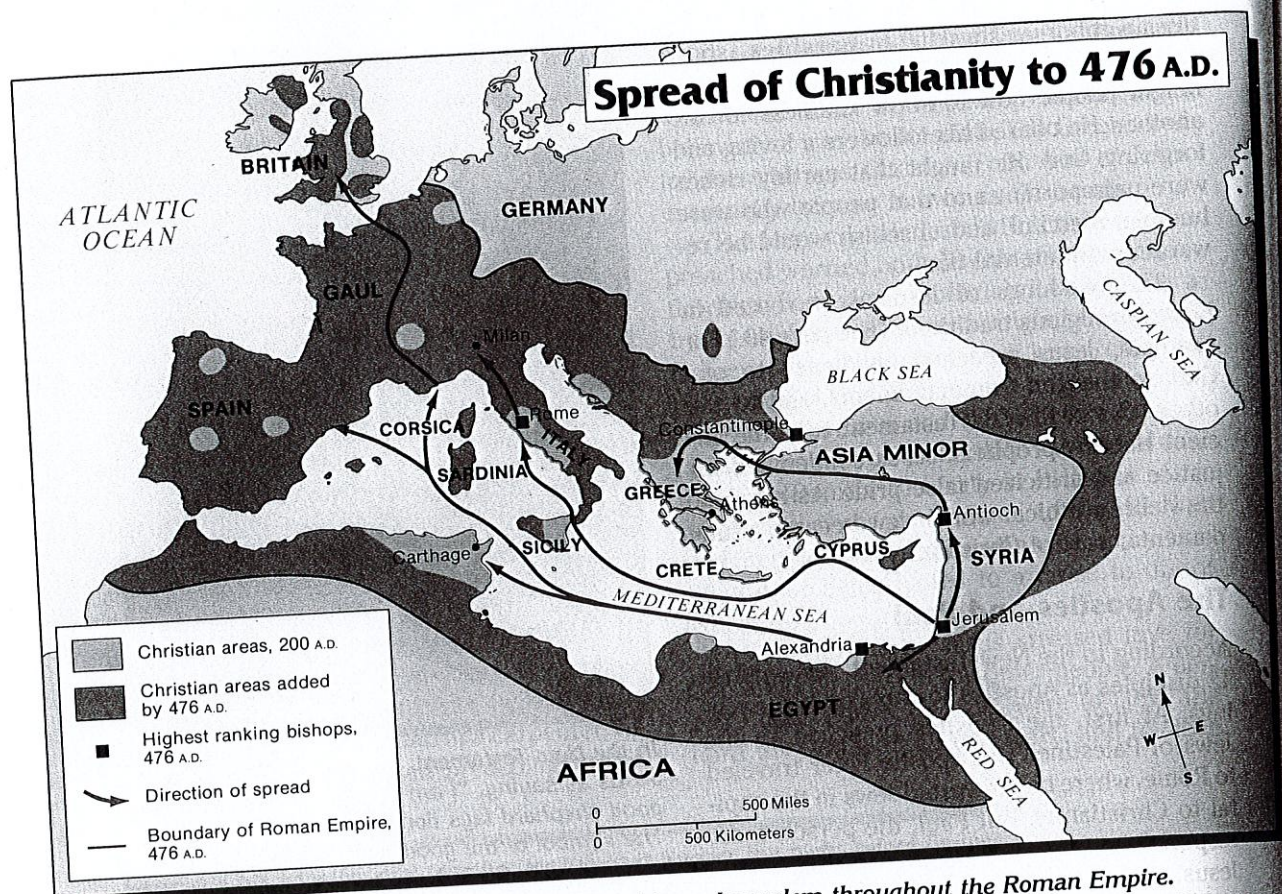 Spread of Christianity to 476 A.D.
BRITAIN
ATLANTIC
OCEAN
GERMANY
GAUL
Milan
CASPIAN SEA
BLACK SEA
SPAIN
CORSICA
Rome
ITALY
Constantinople
ASIA MINOR
SARDINIA
GREECE
Athens
Antioch
Carthage
SICILY
CRETE
CYPRUS
SYRIA
MEDITERRANEAN SEA
Jerusalem
Alexandria
EGYPT
RED SEA
AFRICA
N
W
E
S
Christian areas, 200 A.D.
Christian areas added
by 476 A.D.
Highest ranking bishops,
476 A.D.
Direction of spread
Boundary of Roman Empire,
476 A.D.
0 500 Miles
0 500 Kilometers
throughout the Roman Empire.